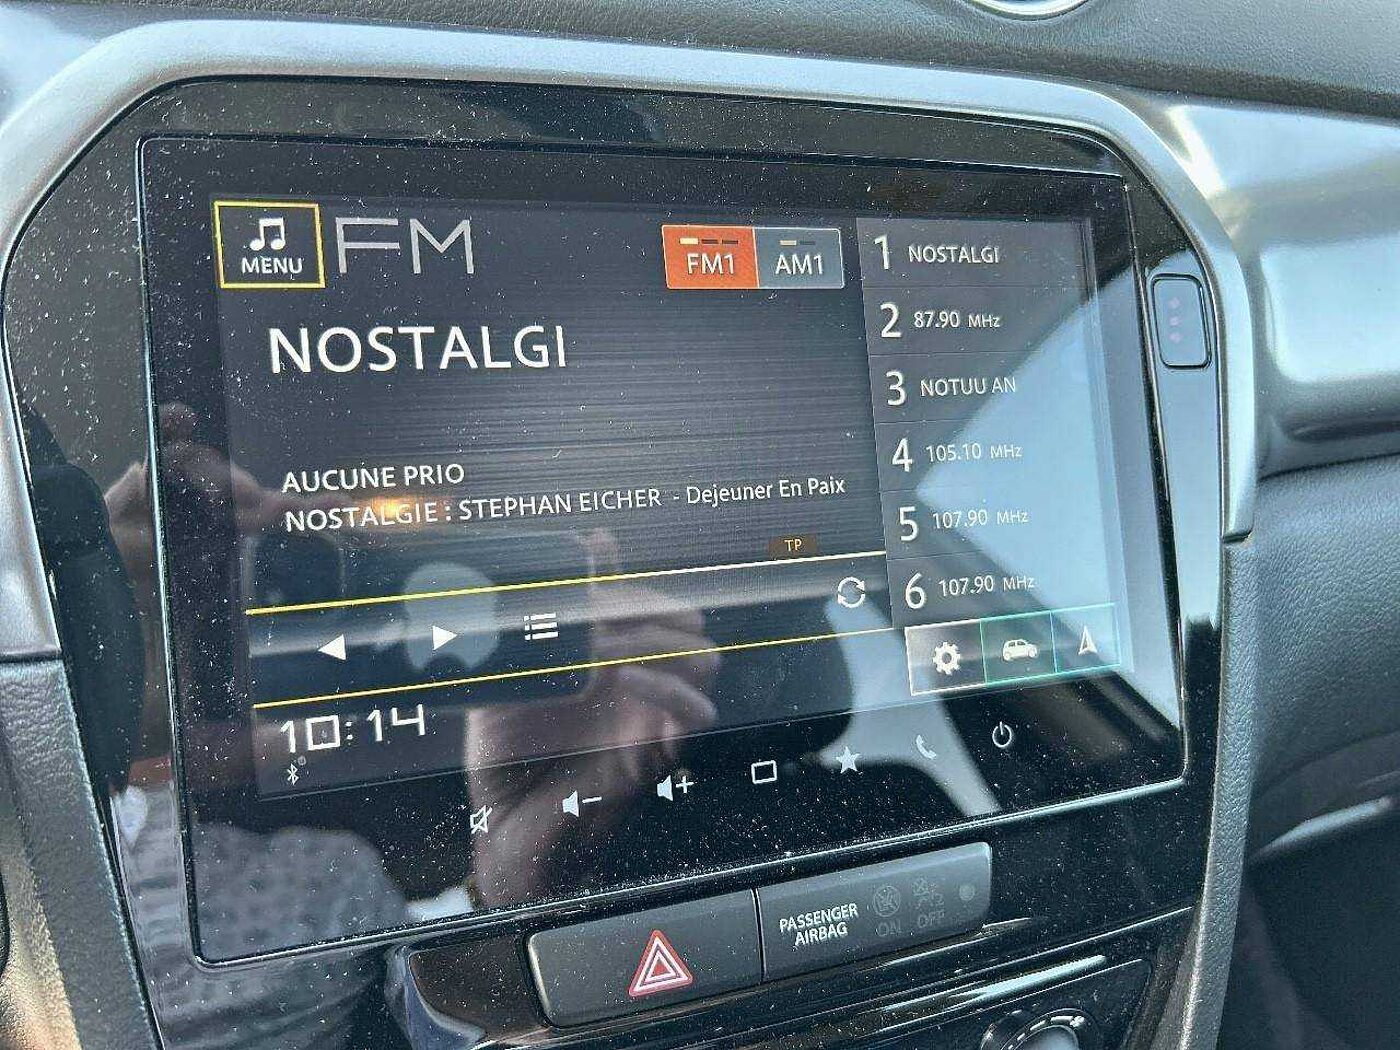 MENU
FM
FM1
AM1
NOSTALGI
AUCUNE PRIO
NOSTALGIE : STEPHAN EICHER - Dejeuner En Paix
TP
1 NOSTALGI
2 87.90 MHz
3 NOTUU AN
4 105.10 MHz
5 107.90 MHz
6 107.90 MHz
10:14
PASSENGER
AIRBAG
ON
OFF